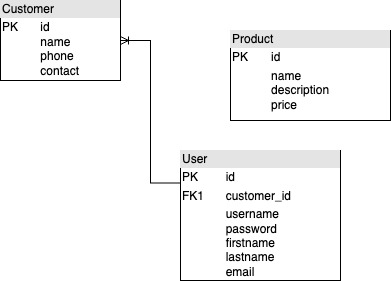 Customer
PK id
name
phone
contact
Product
PK id
name
description
price
User
PK id
FK1 customer_id
username
password
firstname
lastname
email